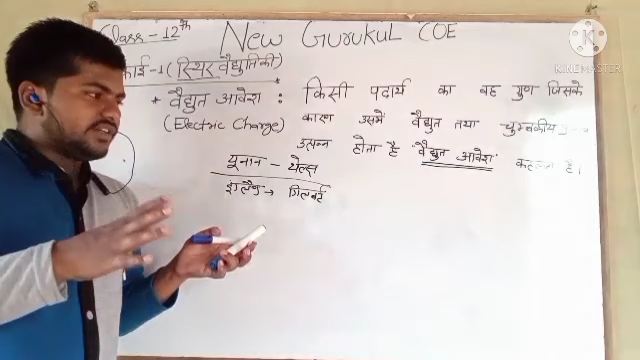 Class-12th New Gurukul COE
काई-1 (स्थिर वैद्युतिकी)
* वैद्युत आवेश : किसी पदार्थ का वह गुण जिसके
(Electric Charge) कारण उसमें वैद्युत तथा चुम्बकीय
उत्पन्न होता है वैद्युत आवेश कहलाता है।
यूनान - थेल्स
इंग्लैण्ड → गिलबर्ट
KINEMASTER